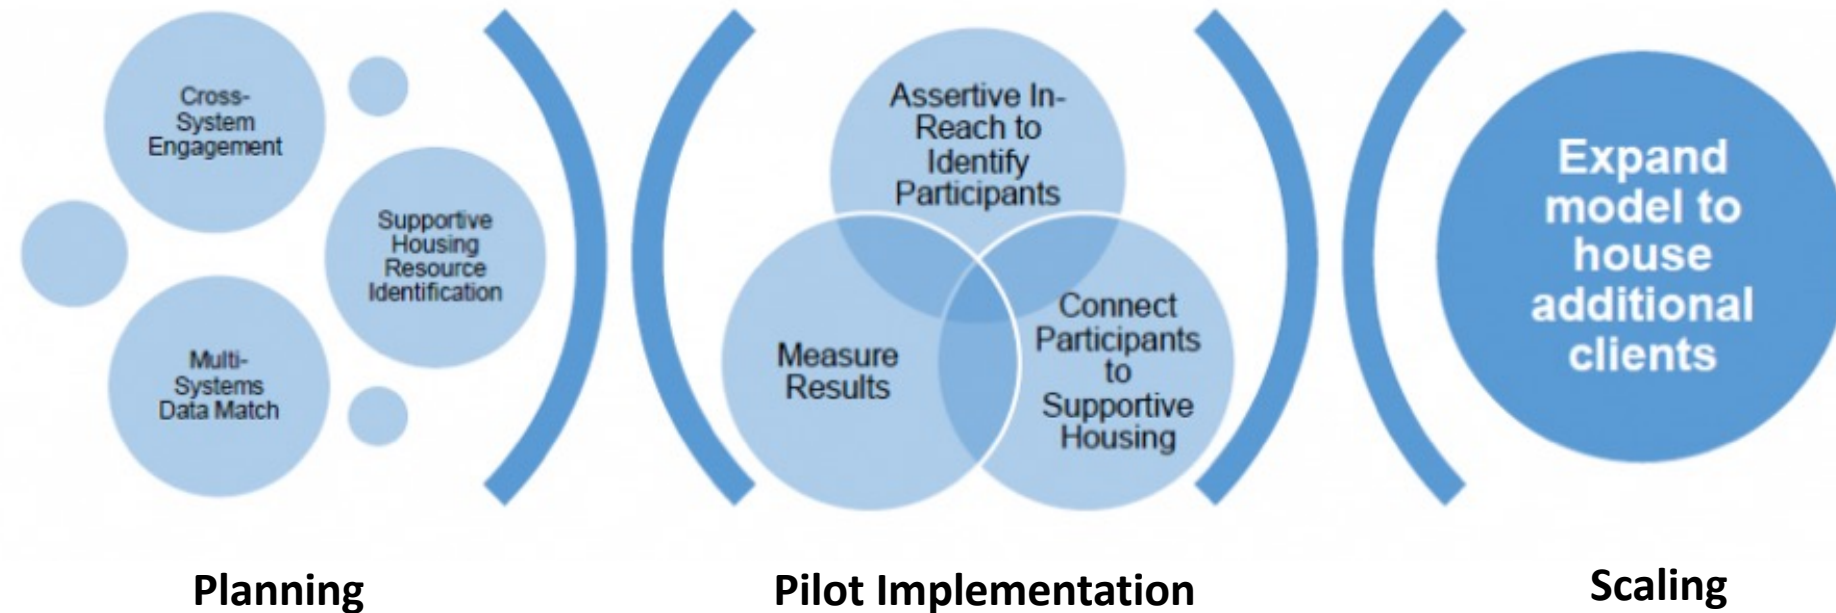 Cross-
System
Engagement
Supportive
Housing
Resource
Identification
Multi-
Systems
Data Match
Assertive In-
Reach to
Identify
Participants
Measure
Results
Connect
Participants
to
Supportive
Housing
Expand
model to
house
additional
clients
Planning
Pilot Implementation
Scaling